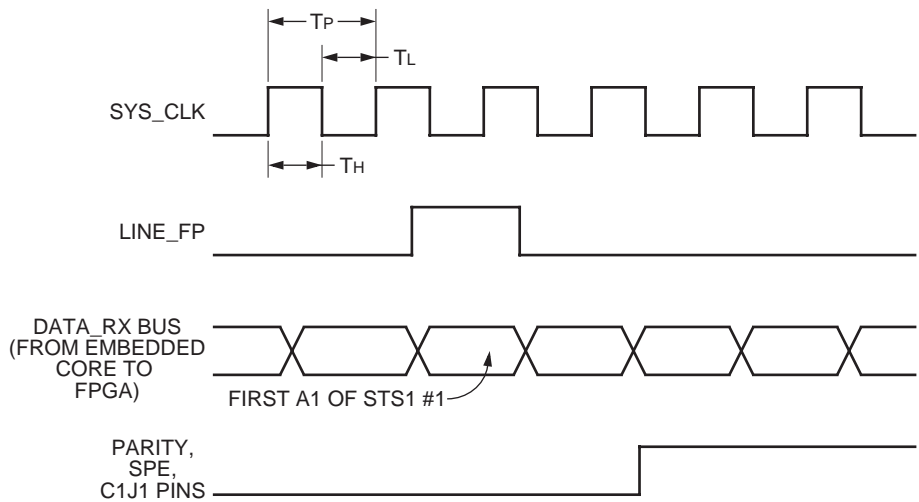 TP
TL
SYS_CLK
TH
LINE_FP
DATA_RX BUS
(FROM EMBEDDED
CORE TO
FPGA)
FIRST A1 OF STS1 #1
PARITY,
SPE,
C1J1 PINS